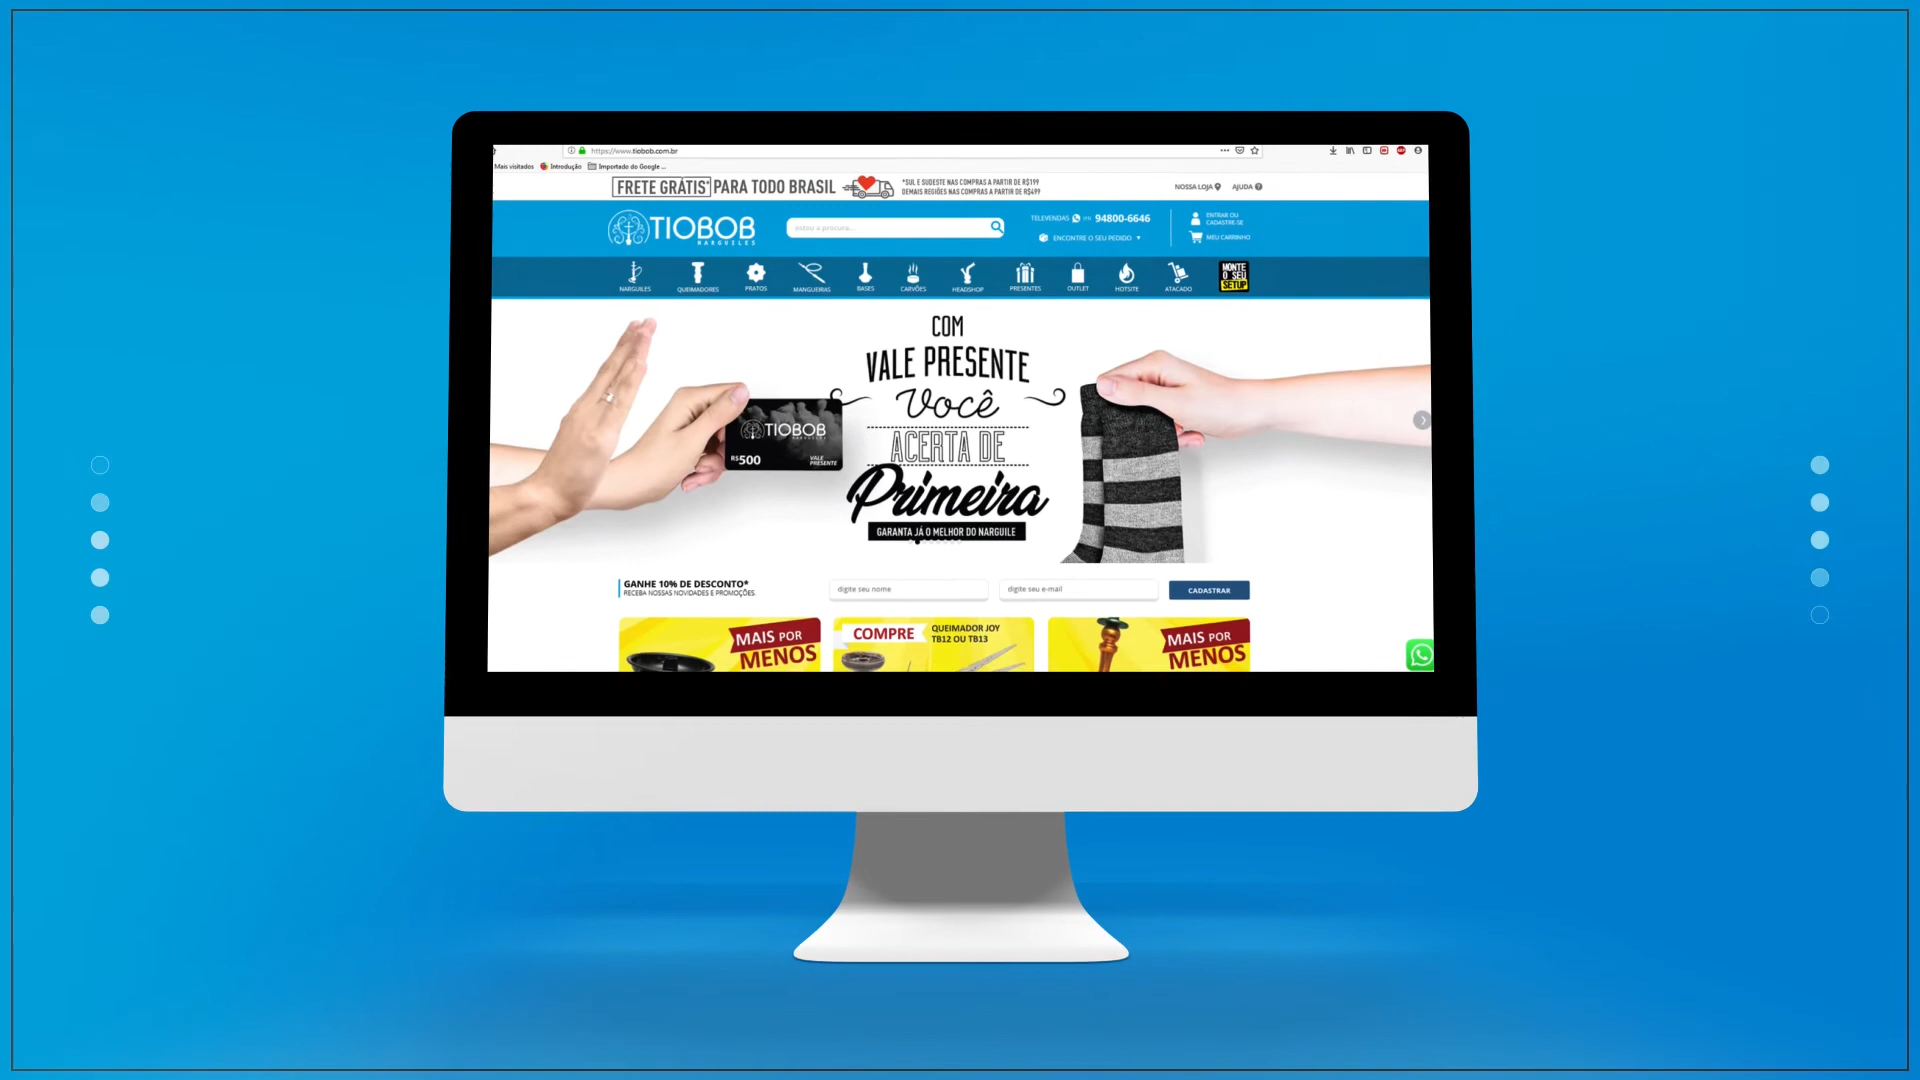 https://www.tiobob.com.br
Mais visitados Introdução Importado do Google ...
FRETE GRÁTIS* PARA TODO BRASIL
*SUL E SUDESTE NAS COMPRAS A PARTIR DE R$199
DEMAIS REGIÕES NAS COMPRAS A PARTIR DE R$499
NOSSA LOJA AJUDA
TIOBOB
NARGUILES
estou a procura...
TELEVENDAS 94800-6646
ENCONTRE O SEU PEDIDO
ENTRAR OU
CADASTRE-SE
MEU CARRINHO
NARGUILES QUEIMADORES PRATOS MANGUEIRAS BASES CARVÕES HEADSHOP PRESENTES OUTLET HOTSITE ATACADO
MONTE
O SEU
SETUP
COM
VALE PRESENTE
Você
ACERTA DE
Primeira
GARANTA JÁ O MELHOR DO NARGUILE
TIOBOB
NARGUILES
R$500
VALE
PRESENTE
GANHE 10% DE DESCONTO*
RECEBA NOSSAS NOVIDADES E PROMOÇÕES
digite seu nome
digite seu e-mail
CADASTRAR
MAIS POR
MENOS
COMPRE
QUEIMADOR JOY
TB12 OU TB13
MAIS POR
MENOS